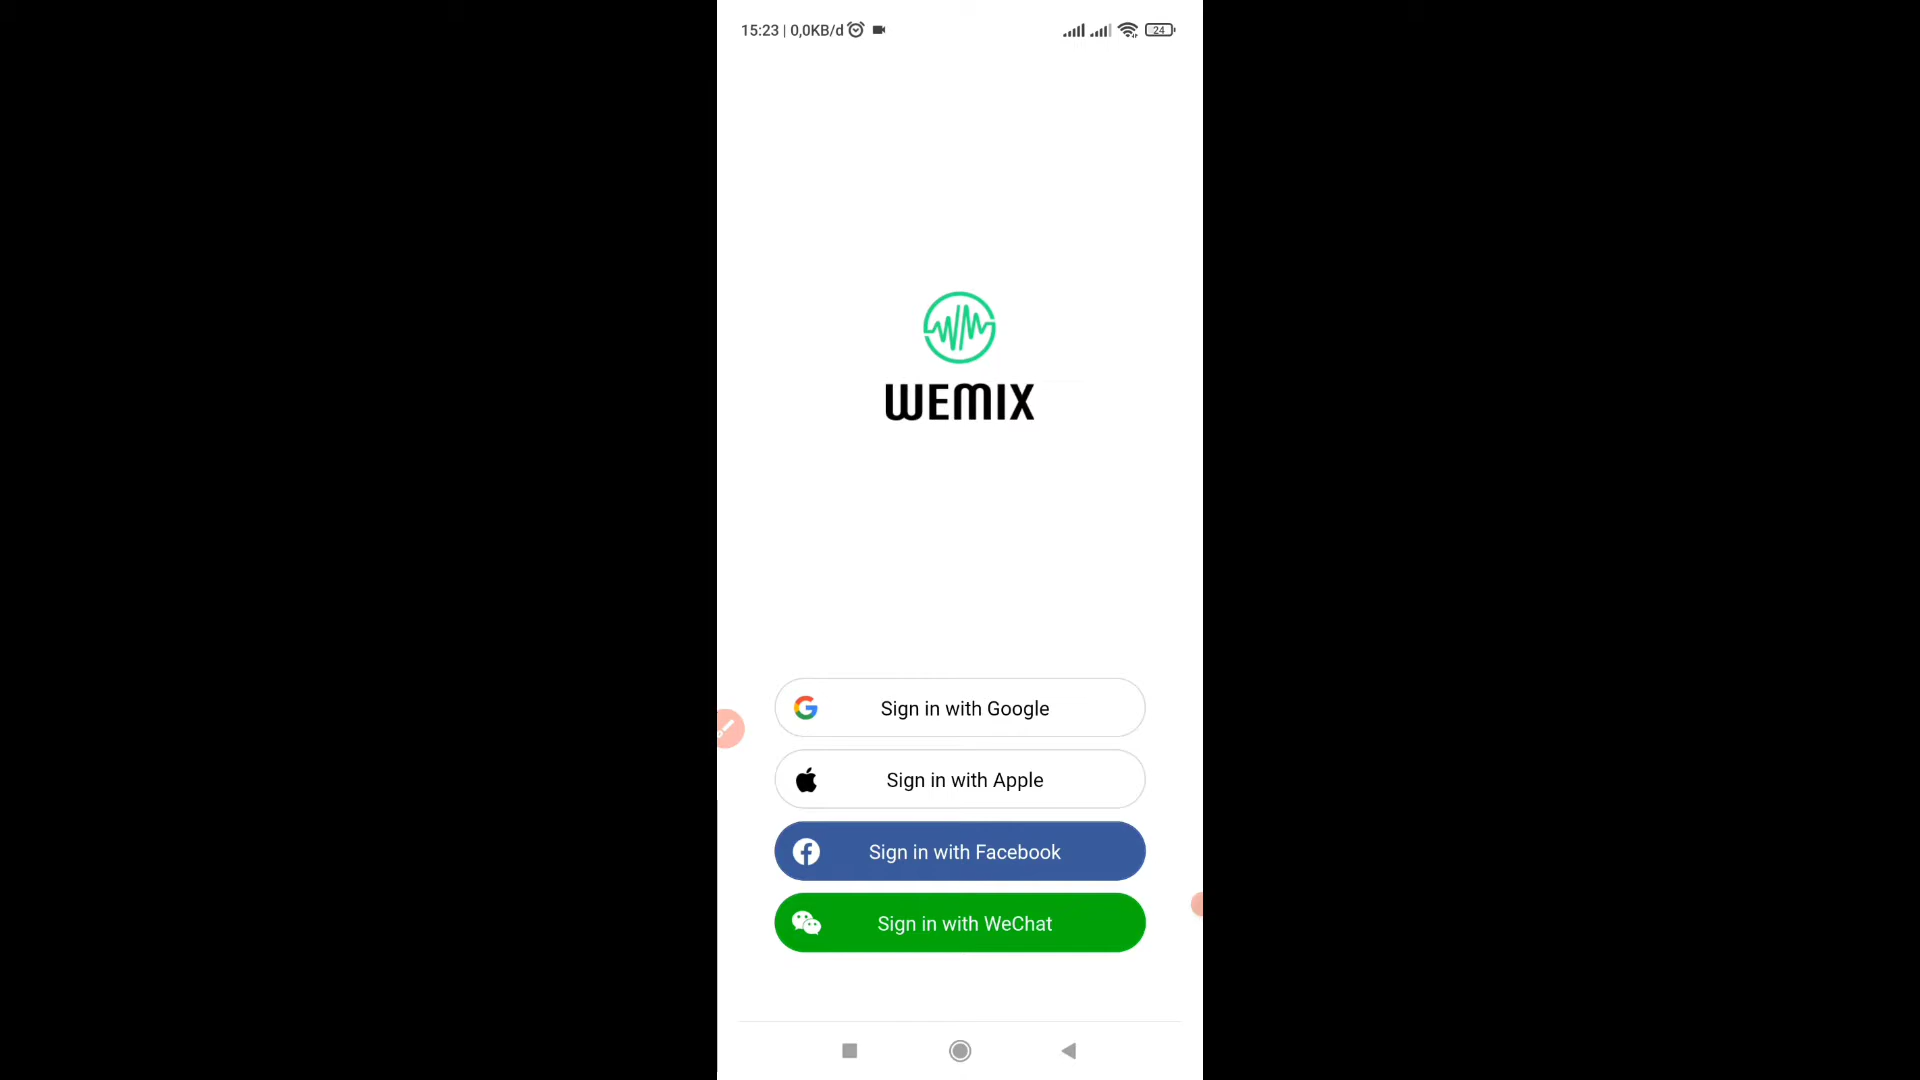 15:23 | 0,0KB/d
24
WEMIX
Sign in with Google
Sign in with Apple
Sign in with Facebook
Sign in with WeChat